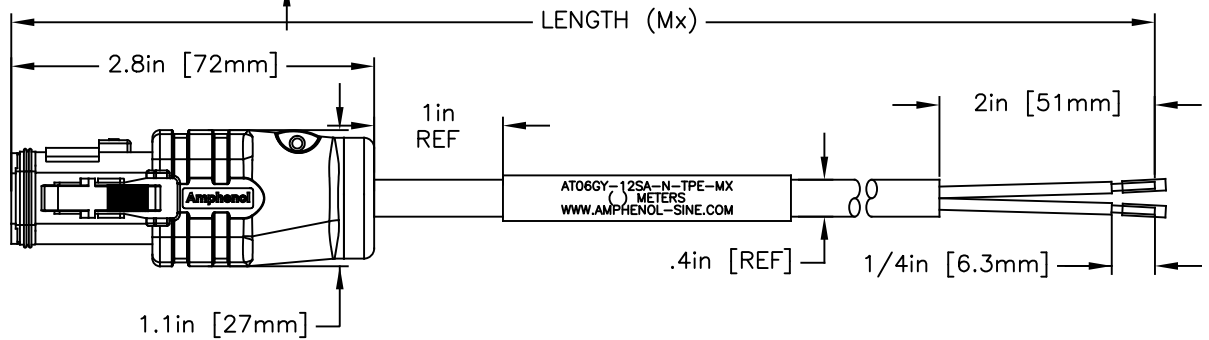 LENGTH (Mx)
2.8in [72mm]
1in
REF
2in [51mm]
Amphenol
AT06GY-12SA-N-TPE-MX
( ) METERS
WWW.AMPHENOL-SINE.COM
.4in [REF]
1/4in [6.3mm]
1.1in [27mm]